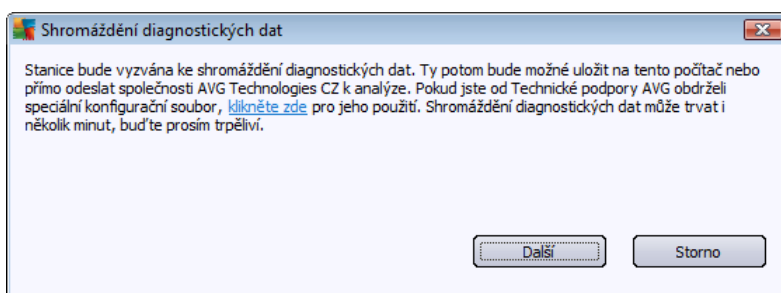 Shromáždění diagnostických dat
Stanice bude vyzvána ke shromáždění diagnostických dat. Ty potom bude možné uložit na tento počítač nebo
přímo odeslat společnosti AVG Technologies CZ k analýze. Pokud jste od Technické podpory AVG obdrželi
speciální konfigurační soubor, klikněte zde pro jeho použití. Shromáždění diagnostických dat může trvat i
několik minut, buďte prosím trpěliví.
Další
Storno